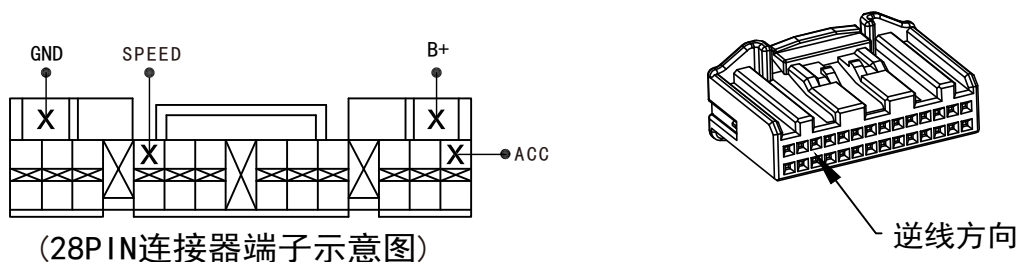 GND
SPEED
B+
X
X
X
X
ACC
(28PIN连接器端子示意图)
逆线方向